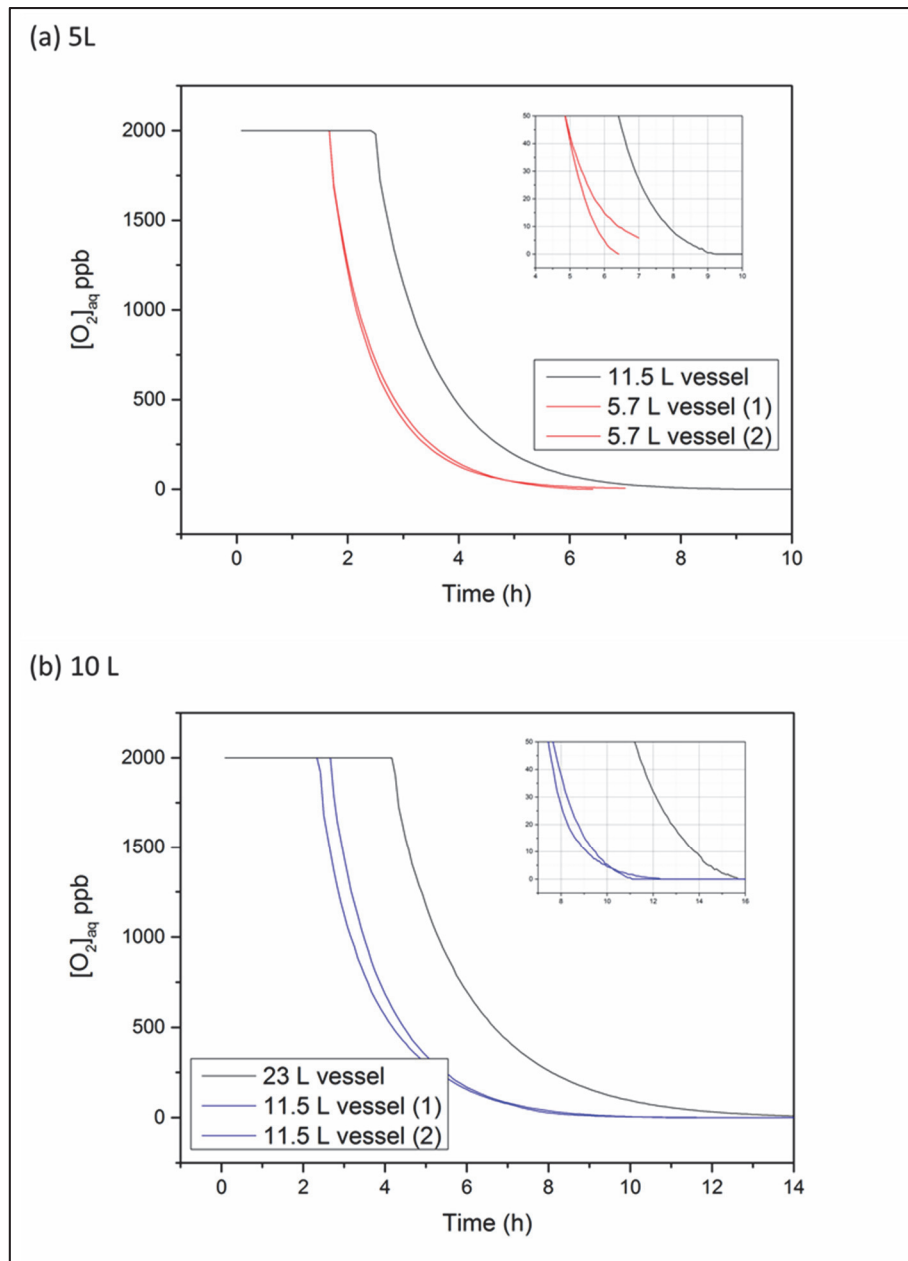 (a) 5L
2000
1500
1000
500
0
[O₂]aq ppb
0 2 4 6 8 10
Time (h)
50
40
30
20
10
0
4 5 6 7 8 9 10
11.5 L vessel
5.7 L vessel (1)
5.7 L vessel (2)
(b) 10 L
2000
1500
1000
500
0
[O₂]aq ppb
0 2 4 6 8 10 12 14
Time (h)
50
40
30
20
10
0
8 10 12 14 16
23 L vessel
11.5 L vessel (1)
11.5 L vessel (2)